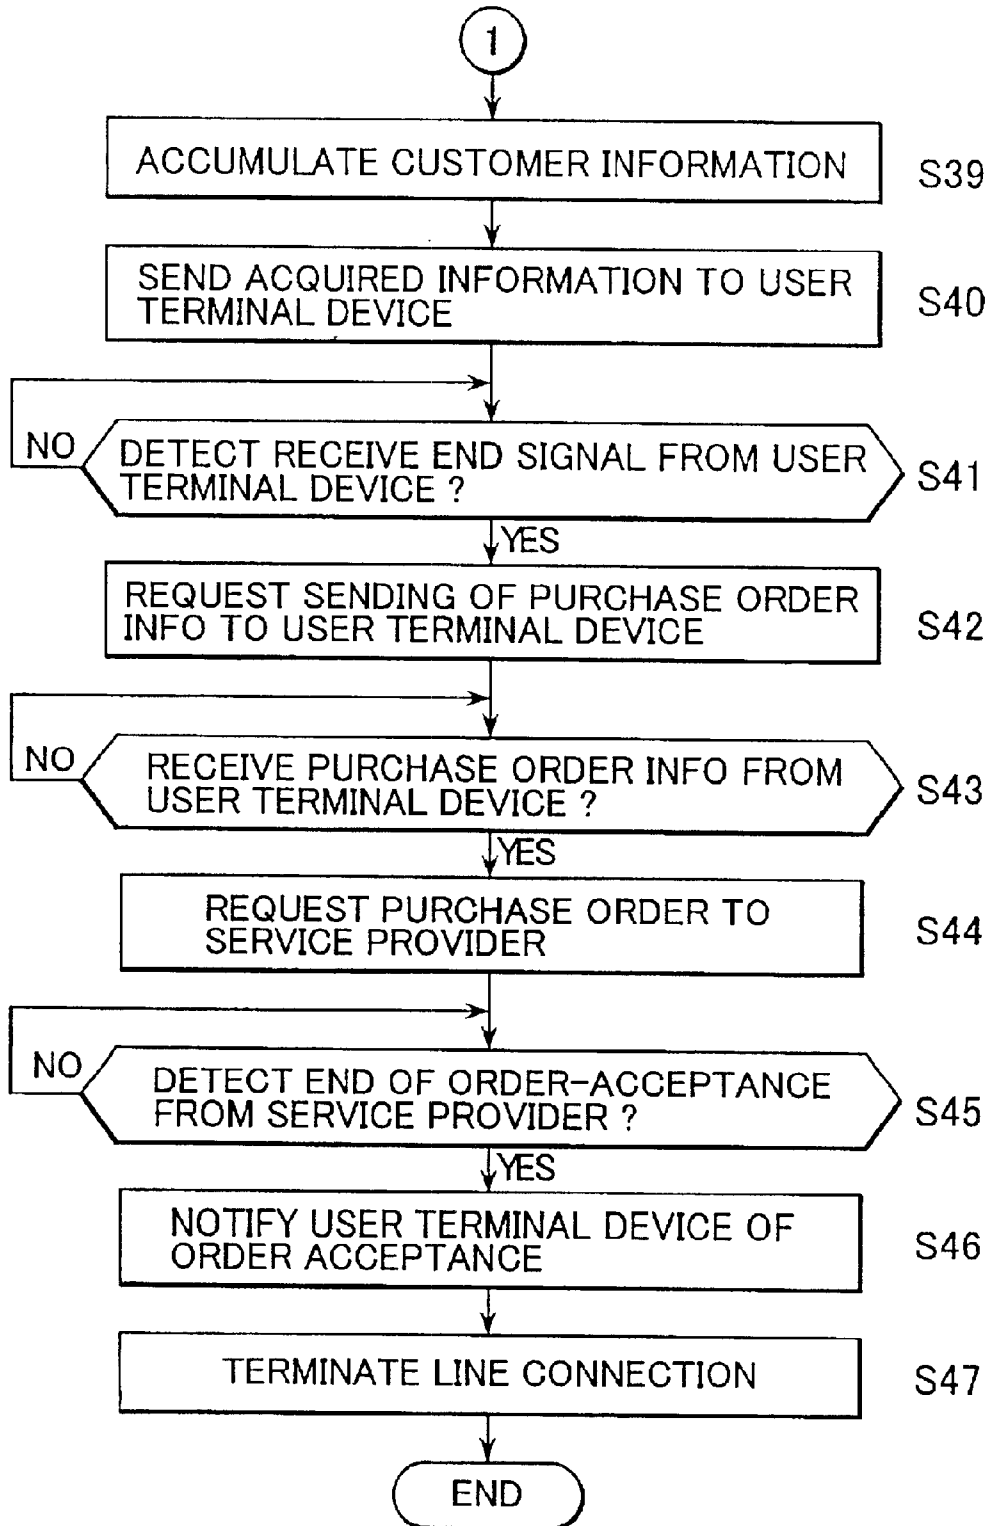 1
ACCUMULATE CUSTOMER INFORMATION
S39
SEND ACQUIRED INFORMATION TO USER
TERMINAL DEVICE
S40
NO
DETECT RECEIVE END SIGNAL FROM USER
TERMINAL DEVICE ?
S41
YES
REQUEST SENDING OF PURCHASE ORDER
INFO TO USER TERMINAL DEVICE
S42
NO
RECEIVE PURCHASE ORDER INFO FROM
USER TERMINAL DEVICE ?
S43
YES
REQUEST PURCHASE ORDER TO
SERVICE PROVIDER
S44
NO
DETECT END OF ORDER-ACCEPTANCE
FROM SERVICE PROVIDER ?
S45
YES
NOTIFY USER TERMINAL DEVICE OF
ORDER ACCEPTANCE
S46
TERMINATE LINE CONNECTION
S47
END